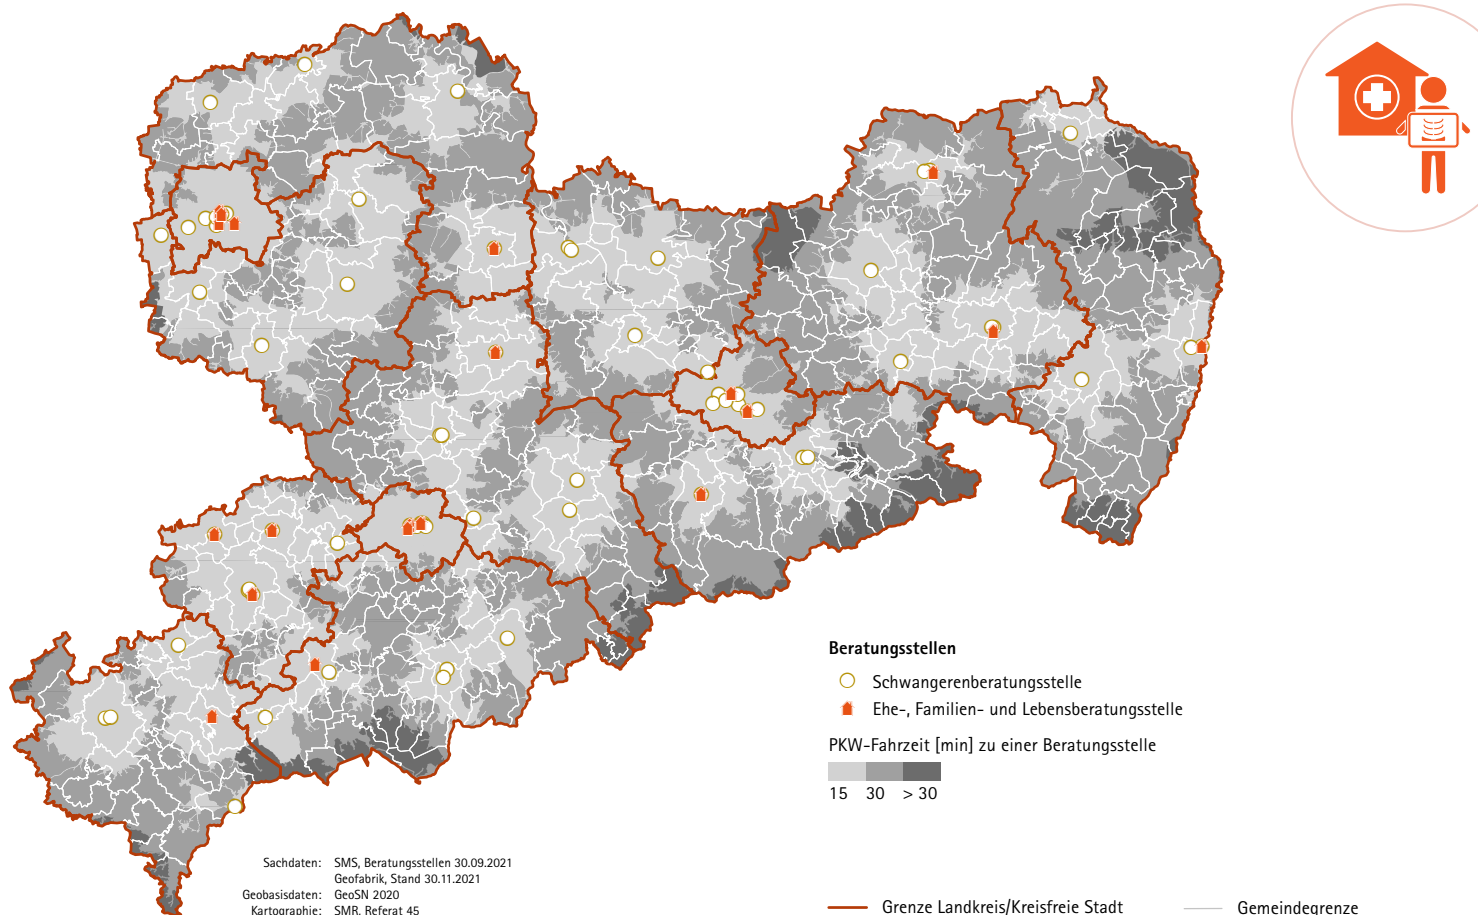 Beratungsstellen
Schwangerenberatungsstelle
Ehe-, Familien- und Lebensberatungsstelle
PKW-Fahrzeit [min] zu einer Beratungsstelle
15 30 > 30
Sachdaten: SMS, Beratungsstellen 30.09.2021
Geofabrik, Stand 30.11.2021
Geobasisdaten: GeoSN 2020
Kartographie: SMR, Referat 45
Grenze Landkreis/Kreisfreie Stadt Gemeindegrenze